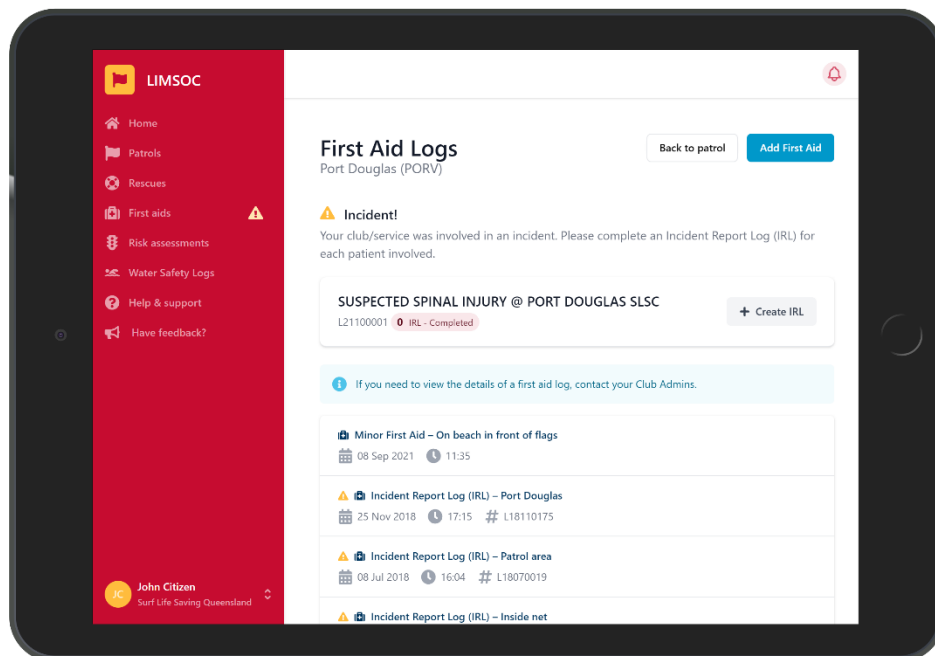 LIMSOC
Home
Patrols
Rescues
First aids
Risk assessments
Water Safety Logs
Help & support
Have feedback?
JC
John Citizen
Surf Life Saving Queensland
First Aid Logs
Port Douglas (PORV)
Back to patrol
Add First Aid
Incident!
Your club/service was involved in an incident. Please complete an Incident Report Log (IRL) for
each patient involved.
SUSPECTED SPINAL INJURY @ PORT DOUGLAS SLSC
L21100001 0 IRL - Completed
+ Create IRL
If you need to view the details of a first aid log, contact your Club Admins.
Minor First Aid – On beach in front of flags
08 Sep 2021 11:35
Incident Report Log (IRL) – Port Douglas
25 Nov 2018 17:15 # L18110175
Incident Report Log (IRL) – Patrol area
08 Jul 2018 16:04 # L18070019
Incident Report Log (IRL) – Inside net